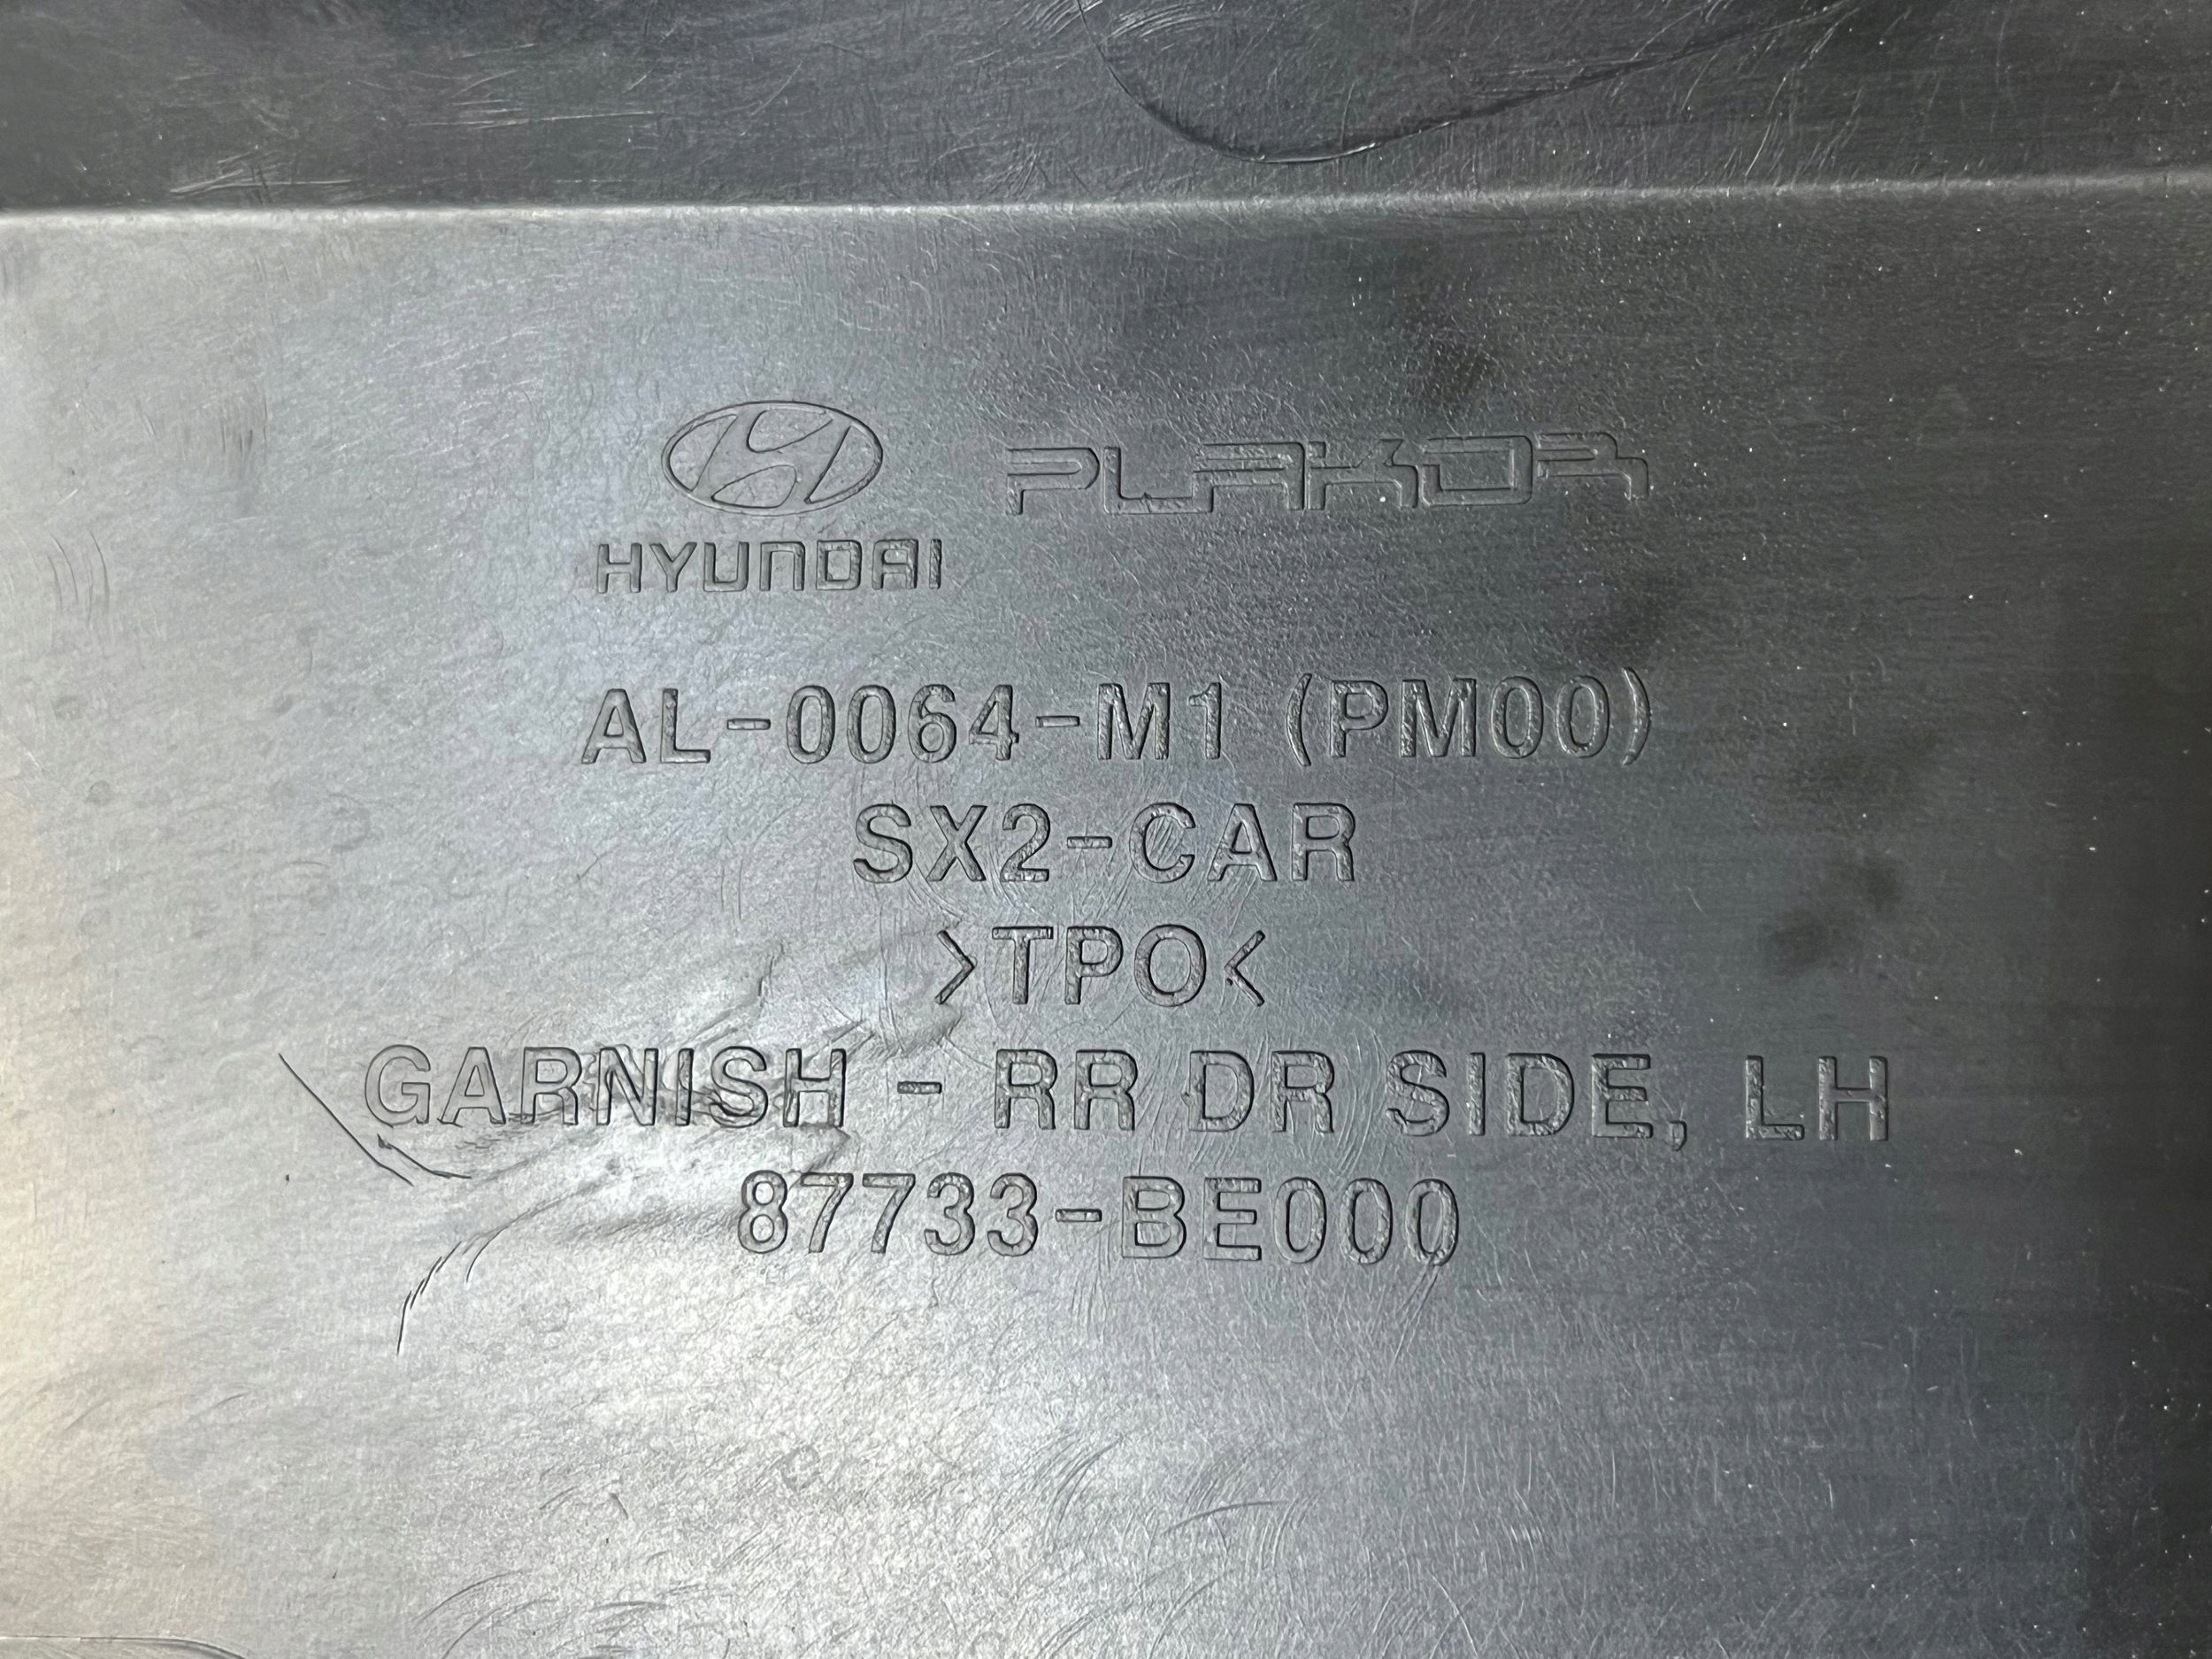 HYUNDAI
PLAKOR
AL-0064-M1 (PM00)
SX2-CAR
>TPO<
GARNISH - RR DR SIDE, LH
87733-BE000